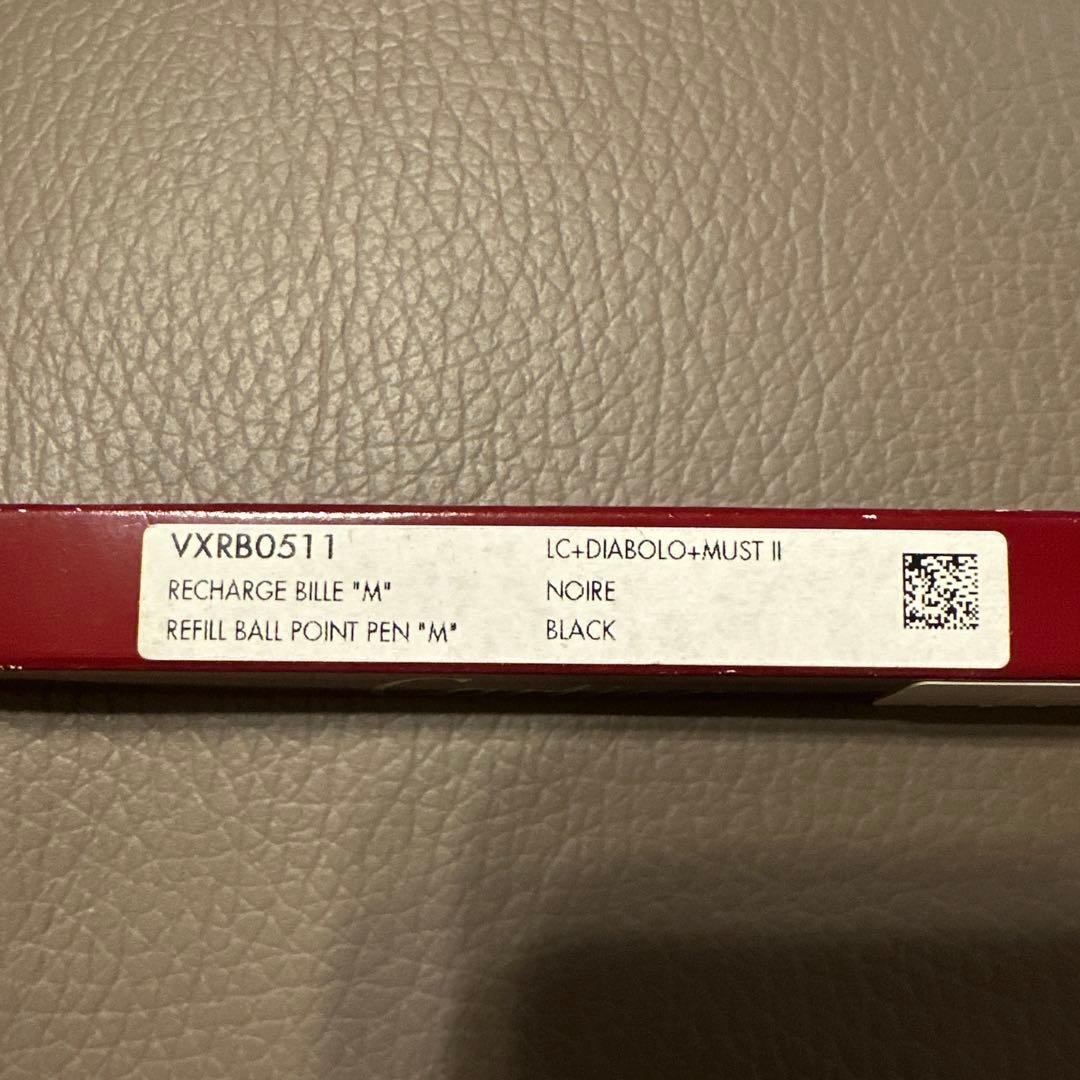 VXRB0511
RECHARGE BILLE "M"
REFILL BALL POINT PEN "M"
LC+DIABOLO+MUST II
NOIRE
BLACK